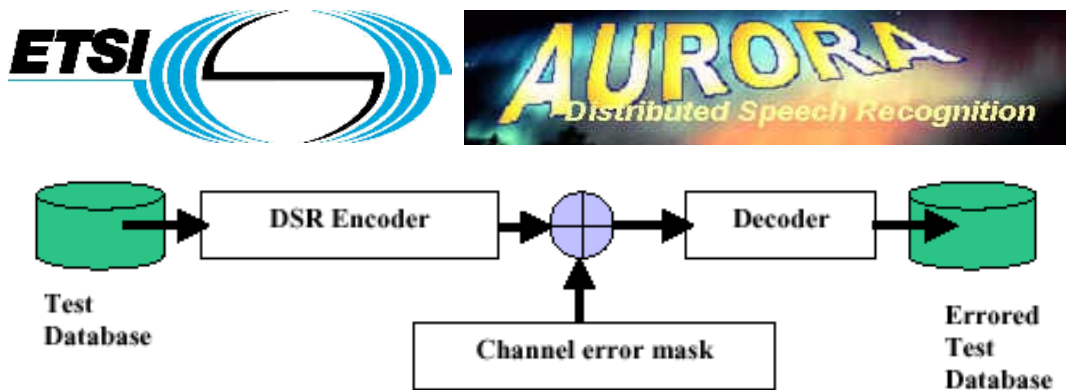 ETSI
AURORA
Distributed Speech Recognition
DSR Encoder
Decoder
Test
Database
Channel error mask
Errored
Test
Database